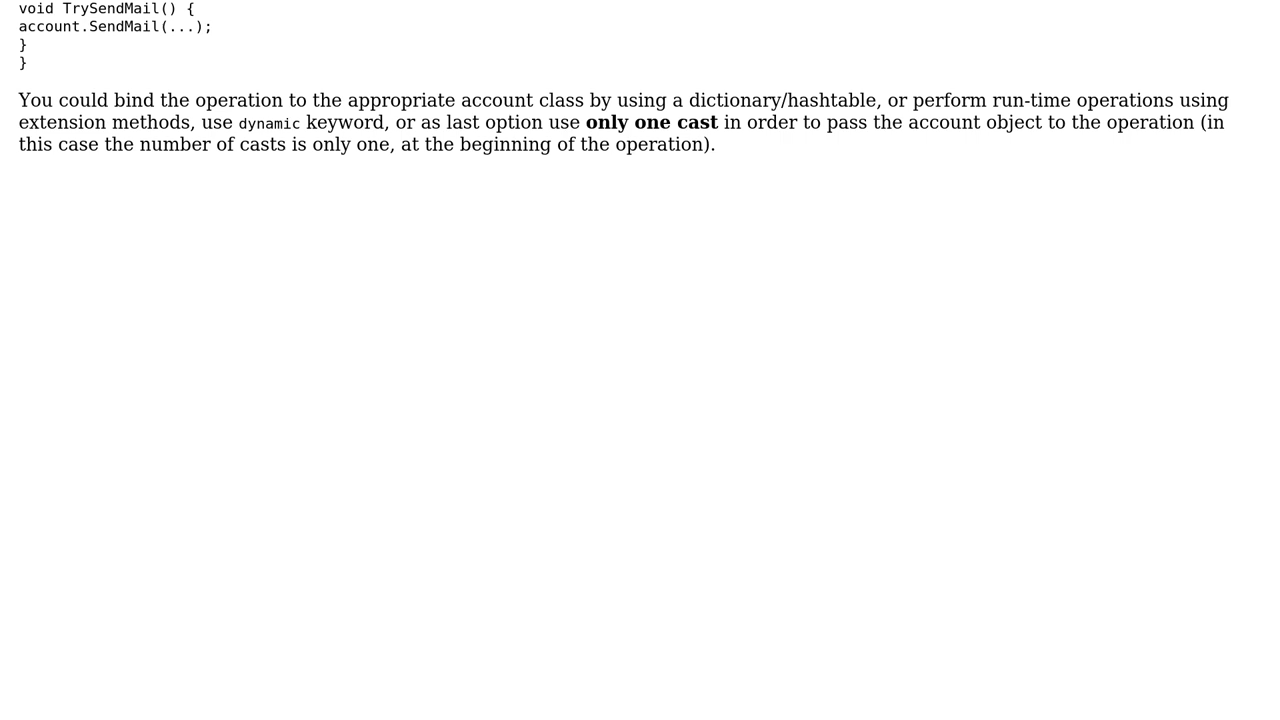 void TrySendMail() {
account.SendMail(...);
}
}
You could bind the operation to the appropriate account class by using a dictionary/hashtable, or perform run-time operations using
extension methods, use dynamic keyword, or as last option use only one cast in order to pass the account object to the operation (in
this case the number of casts is only one, at the beginning of the operation).